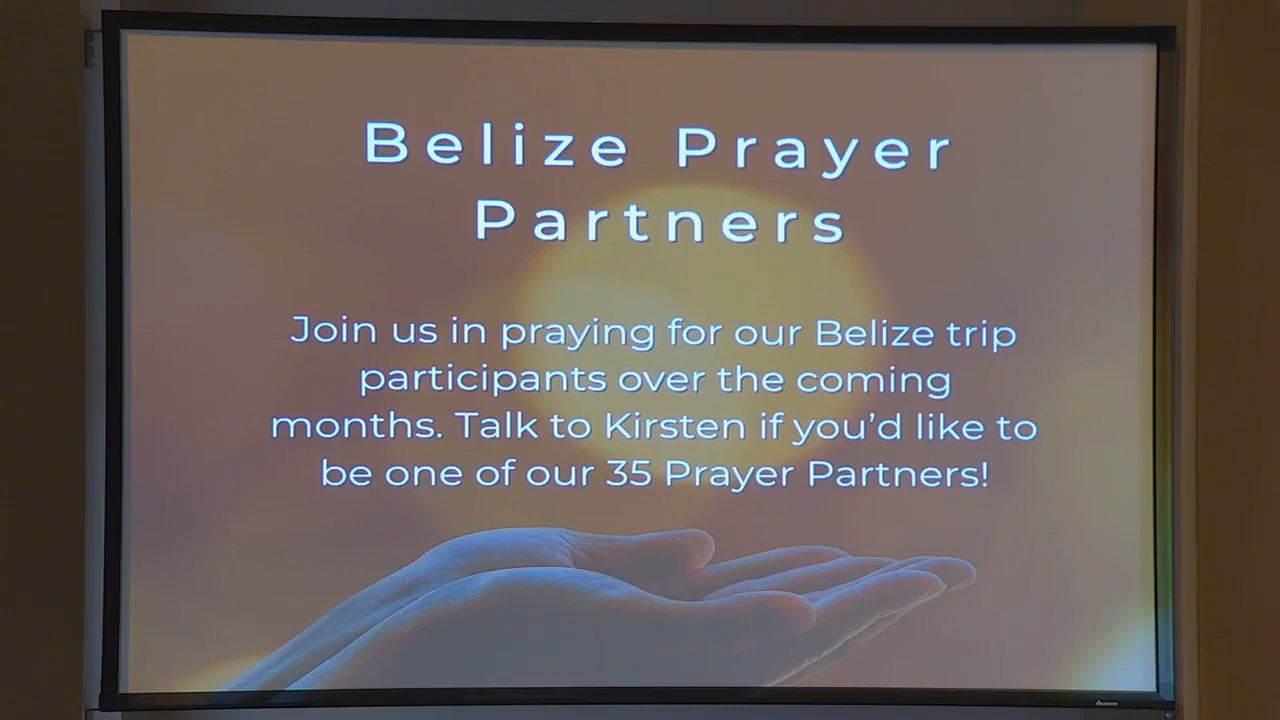 Belize Prayer
Partners
Join us in praying for our Belize trip
participants over the coming
months. Talk to Kirsten if you’d like to
be one of our 35 Prayer Partners!